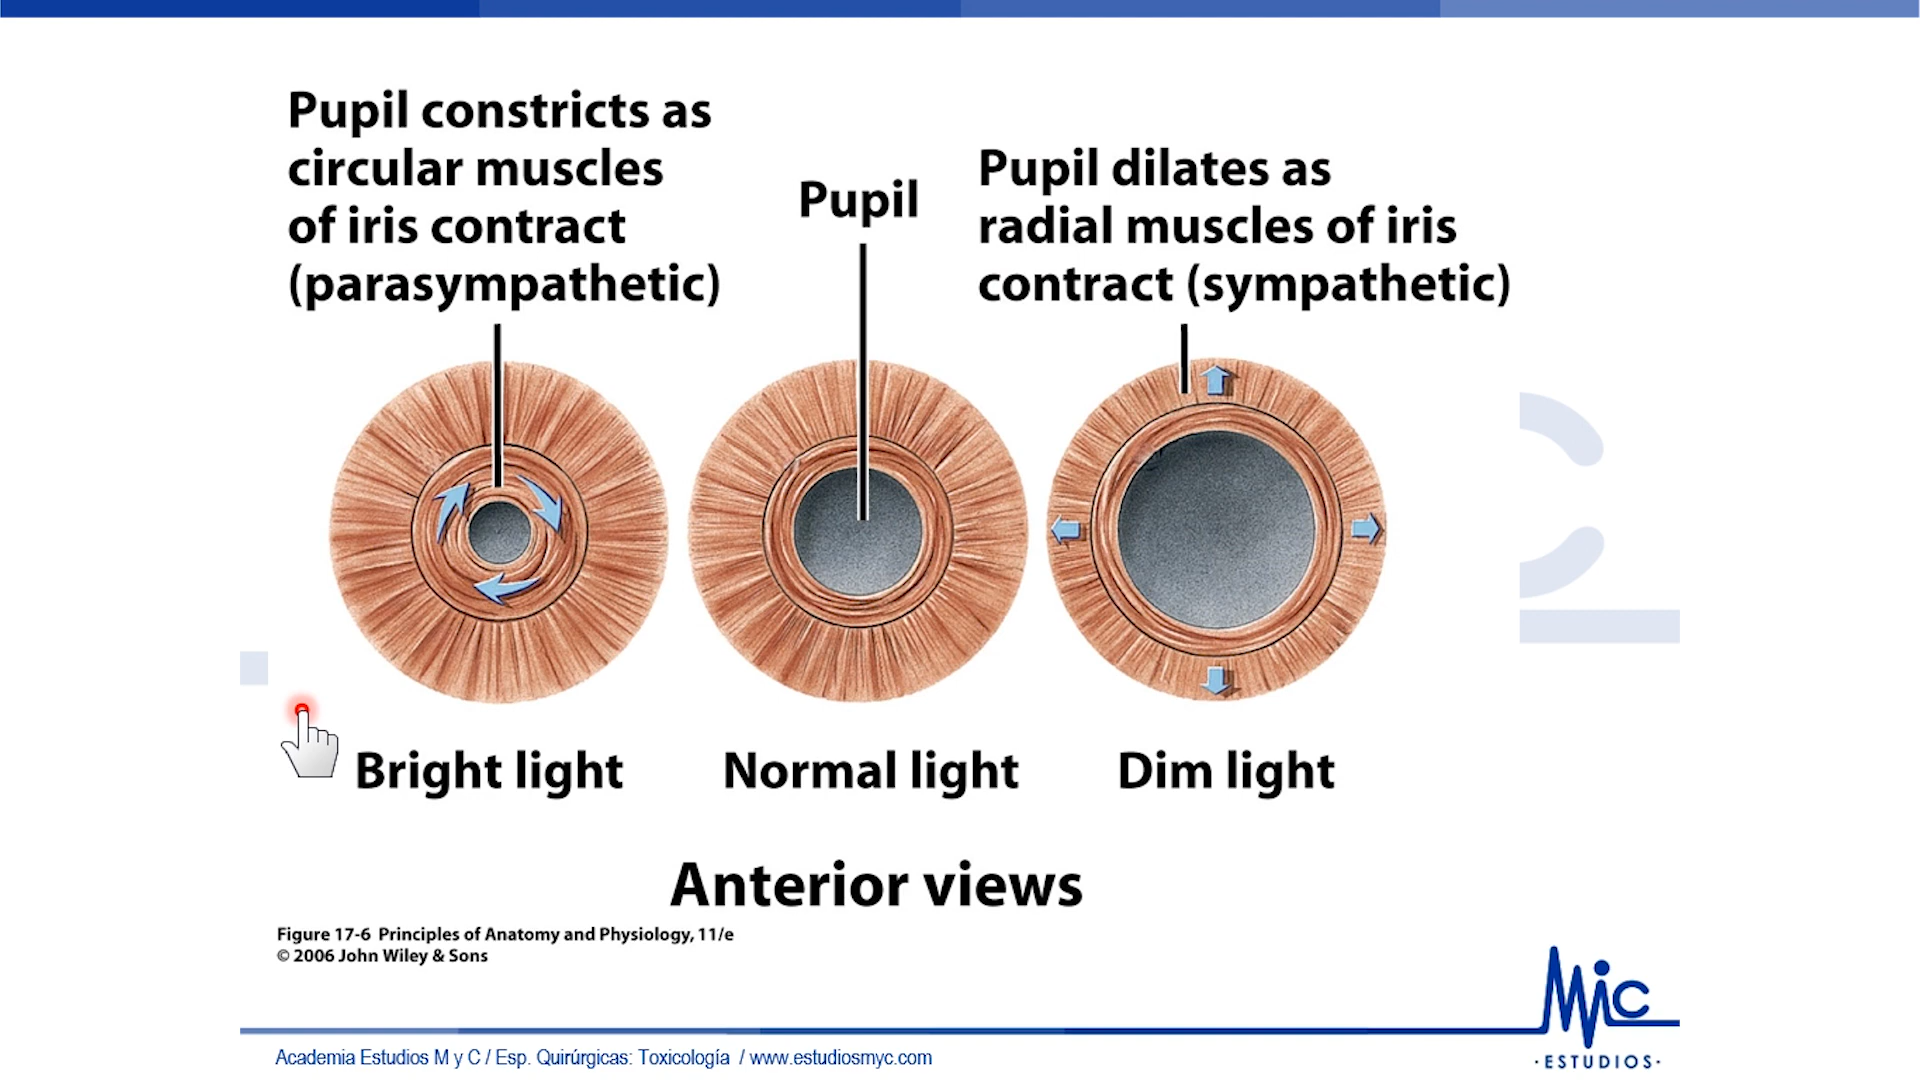 Pupil constricts as
circular muscles
of iris contract
(parasympathetic)
Pupil
Pupil dilates as
radial muscles of iris
contract (sympathetic)
Bright light
Normal light
Dim light
Anterior views
Figure 17-6 Principles of Anatomy and Physiology, 11/e
© 2006 John Wiley & Sons
Academia Estudios M y C / Esp. Quirúrgicas: Toxicología / www.estudiosmyc.com
Mic
·ESTUDIOS·